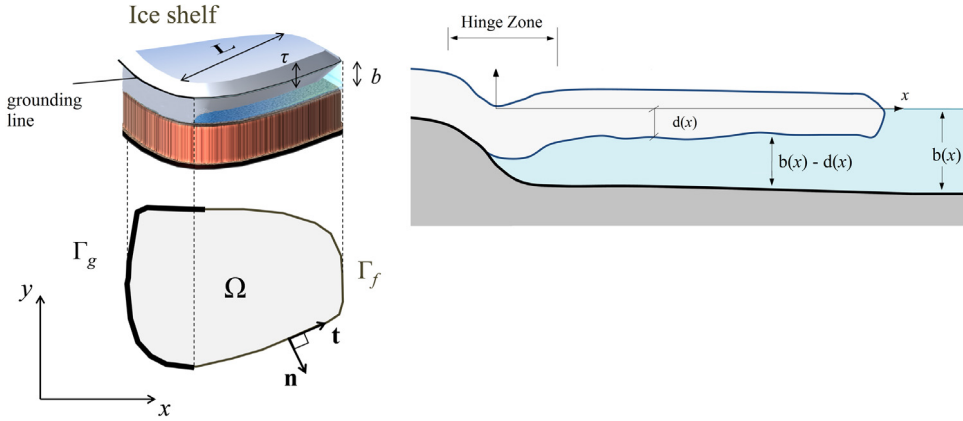 Ice shelf
L
τ
b
grounding
line
Γg
Ω
Γf
y
t
n
x
Hinge Zone
x
d(x)
b(x) - d(x)
b(x)